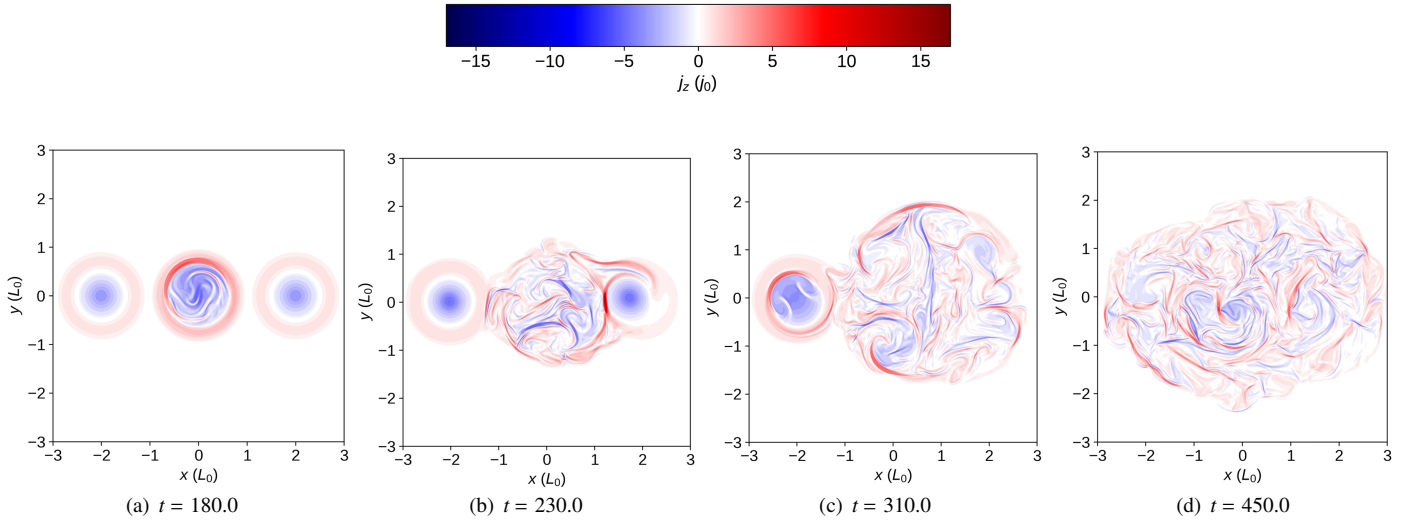 −15 −10 −5 0 5 10 15
j_z (j_0)
3
2
1
0
−1
−2
−3
y (L_0)
−3 −2 −1 0 1 2 3
x (L_0)
(a) t = 180.0
3
2
1
0
−1
−2
−3
y (L_0)
−3 −2 −1 0 1 2 3
x (L_0)
(b) t = 230.0
3
2
1
0
−1
−2
−3
y (L_0)
−3 −2 −1 0 1 2 3
x (L_0)
(c) t = 310.0
3
2
1
0
−1
−2
−3
y (L_0)
−3 −2 −1 0 1 2 3
x (L_0)
(d) t = 450.0